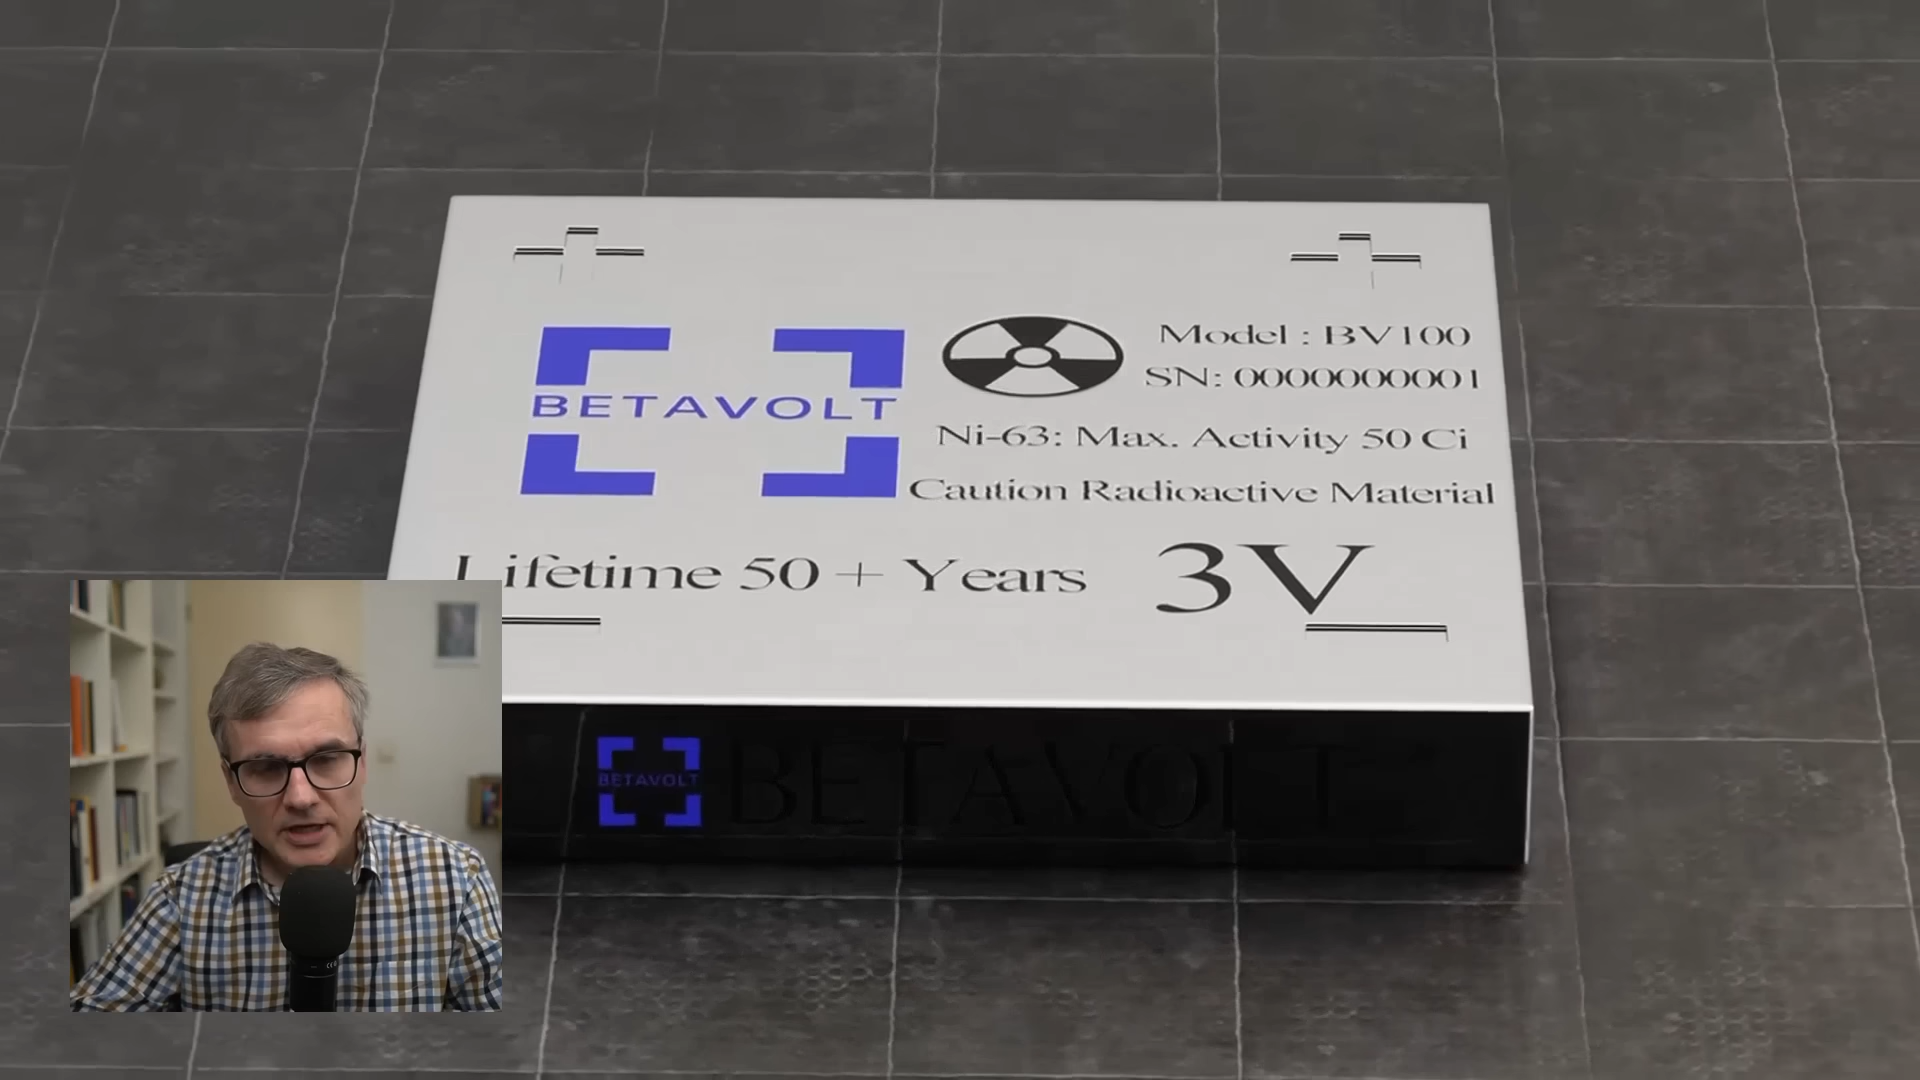 BETAVOLT
Model : BV100
SN: 0000000001
Ni-63: Max. Activity 50 Ci
Caution Radioactive Material
Lifetime 50 + Years
3V
BETAVOLT
BETAVOLT